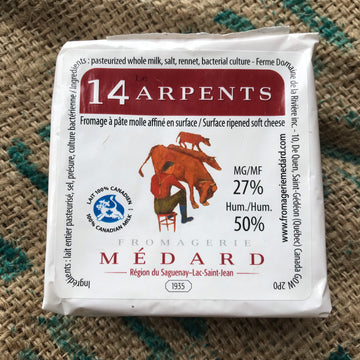 Ingrédients : lait entier pasteurisé, sel, présure, culture bactérienne / Ingredients : pasteurized whole milk, salt, rennet, bacterial culture - Ferme Domaine de la Rivière inc. - 10, De Quen, Saint-Gédéon (Québec) Canada G0W 2P0
Le
14 ARPENTS
Fromage à pâte molle affiné en surface / Surface ripened soft cheese
MG/MF
27%
Hum./Hum.
50%
LAIT 100% CANADIEN
100% CANADIAN MILK
www.fromageriemedard.com
FROMAGERIE
MÉDARD
Région du Saguenay-Lac-Saint-Jean
1935